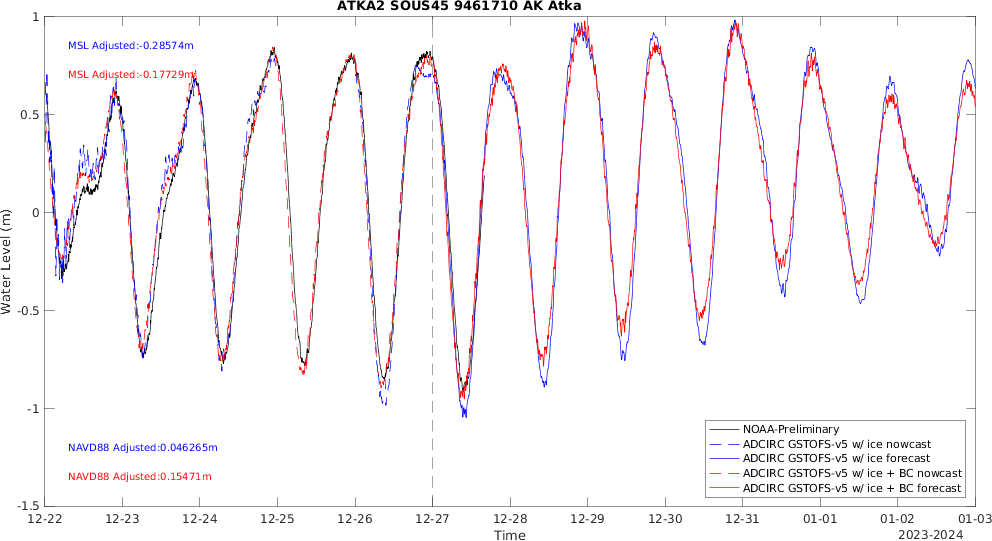 ATKA2 SOUS45 9461710 AK Atka
MSL Adjusted:-0.28574m
MSL Adjusted:-0.17729m
NAVD88 Adjusted:0.046265m
NAVD88 Adjusted:0.15471m
Water Level (m)
1
0.5
0
-0.5
-1
-1.5
NOAA-Preliminary
ADCIRC GSTOFS-v5 w/ ice nowcast
ADCIRC GSTOFS-v5 w/ ice forecast
ADCIRC GSTOFS-v5 w/ ice + BC nowcast
ADCIRC GSTOFS-v5 w/ ice + BC forecast
12-22 12-23 12-24 12-25 12-26 12-27 12-28 12-29 12-30 12-31 01-01 01-02 01-03
Time
2023-2024